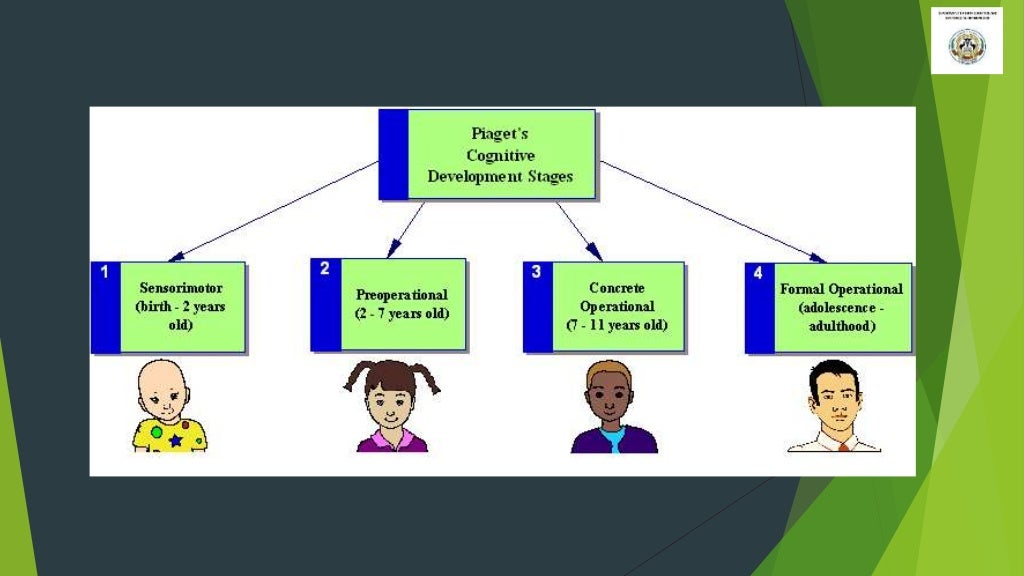 Piaget's
Cognitive
Development Stages
1
Sensorimotor
(birth - 2 years
old)
2
Preoperational
(2 - 7 years old)
3
Concrete
Operational
(7 - 11 years old)
4
Formal Operational
(adolescence -
adulthood)